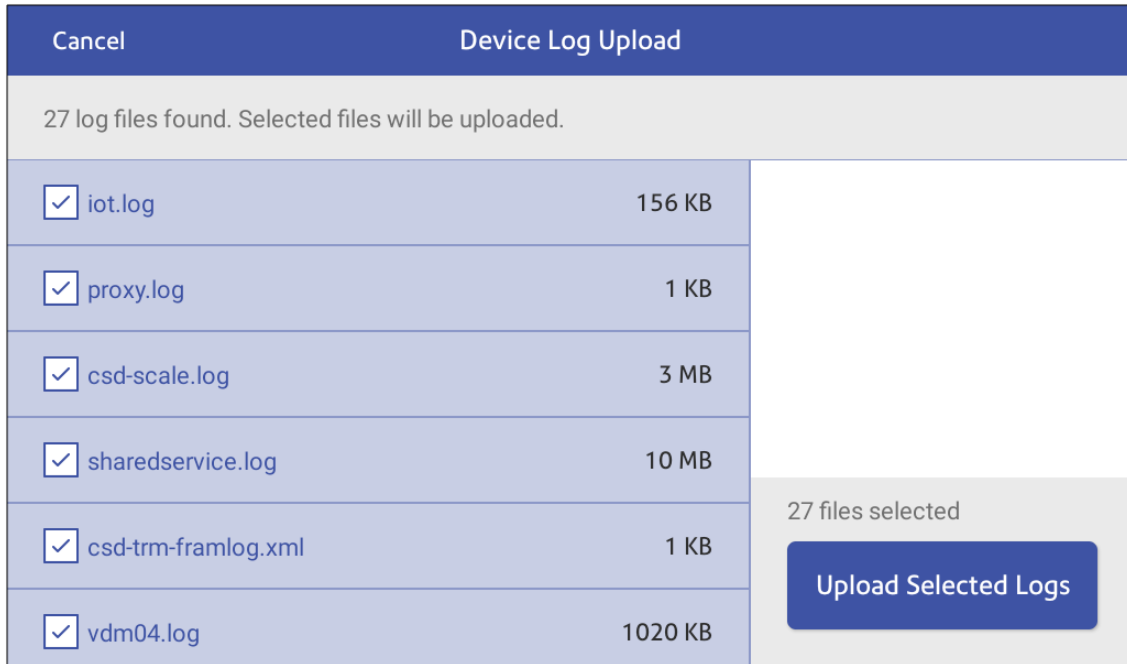 Cancel
Device Log Upload
27 log files found. Selected files will be uploaded.
iot.log 156 KB
proxy.log 1 KB
csd-scale.log 3 MB
sharedservice.log 10 MB
csd-trm-framlog.xml 1 KB
vdm04.log 1020 KB
27 files selected
Upload Selected Logs